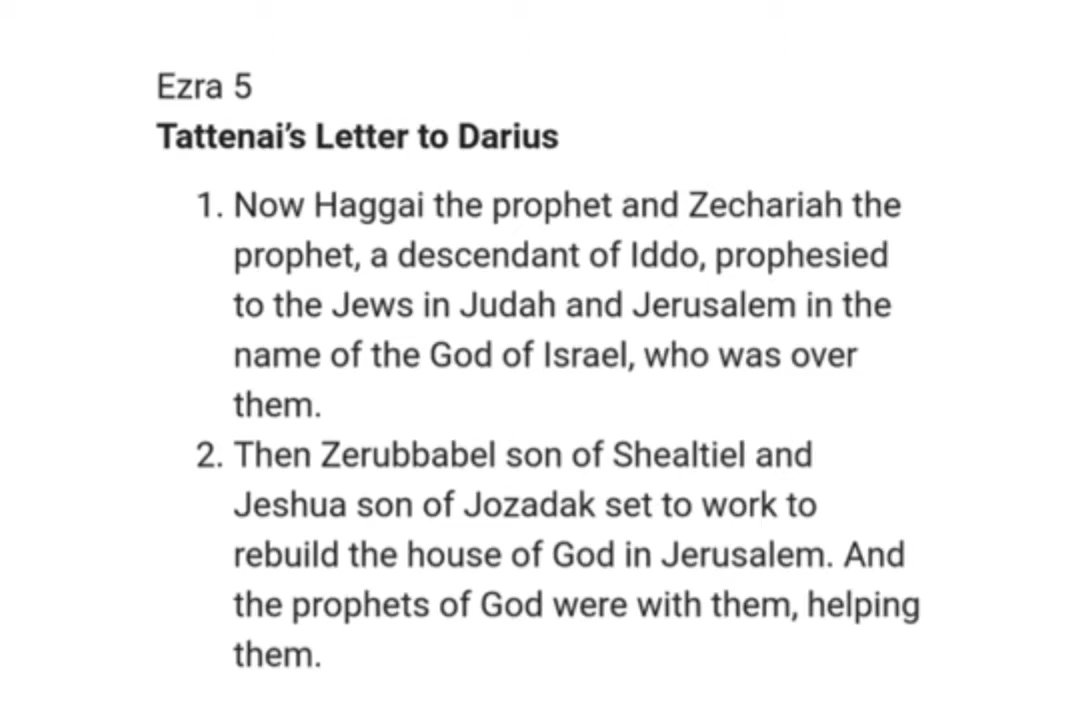 Ezra 5
Tattenai’s Letter to Darius
1. Now Haggai the prophet and Zechariah the
prophet, a descendant of Iddo, prophesied
to the Jews in Judah and Jerusalem in the
name of the God of Israel, who was over
them.
2. Then Zerubbabel son of Shealtiel and
Jeshua son of Jozadak set to work to
rebuild the house of God in Jerusalem. And
the prophets of God were with them, helping
them.